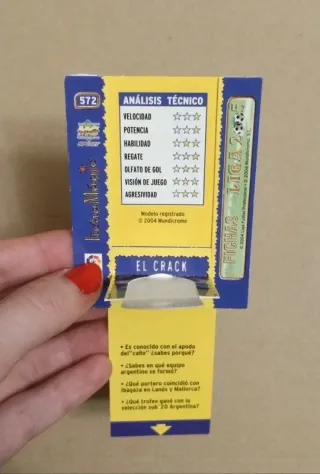 572
ANÁLISIS TÉCNICO
VELOCIDAD
POTENCIA
HABILIDAD
REGATE
OLFATO DE GOL
VISIÓN DE JUEGO
AGRESIVIDAD
Modelo registrado
© 2004 Mundicromo
FICHAS LIGA 2005
EL CRACK
• Es conocido con el apodo
del "caño" ¿sabes porqué?
• ¿Sabes en qué equipo
argentino se formó?
• ¿Qué portero coincidió con
Ibagaza en Lanús y Mallorca?
• ¿Qué trofeo ganó con la
selección sub 20 Argentina?